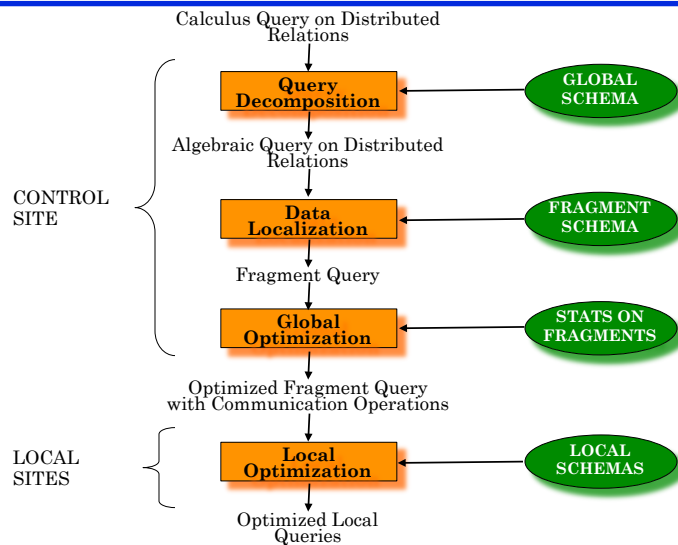 Calculus Query on Distributed
Relations
Query
Decomposition
GLOBAL
SCHEMA
Algebraic Query on Distributed
Relations
CONTROL
SITE
Data
Localization
FRAGMENT
SCHEMA
Fragment Query
Global
Optimization
STATS ON
FRAGMENTS
Optimized Fragment Query
with Communication Operations
LOCAL
SITES
Local
Optimization
LOCAL
SCHEMAS
Optimized Local
Queries